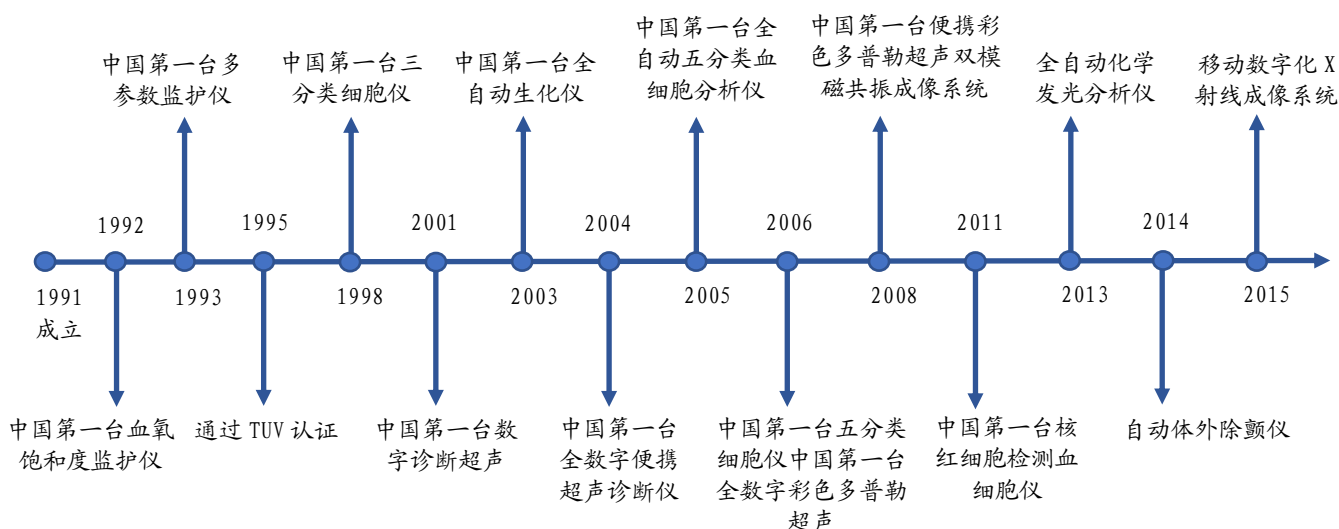 中国第一台多
参数监护仪
中国第一台三
分类细胞仪
中国第一台全
自动生化仪
中国第一台全
自动五分类血
细胞分析仪
中国第一台便携彩
色多普勒超声双模
磁共振成像系统
全自动化学
发光分析仪
移动数字化 X
射线成像系统
1992
1995
2001
2004
2006
2011
2014
1991
成立
1993
1998
2003
2005
2008
2013
2015
中国第一台血氧
饱和度监护仪
通过 TUV 认证
中国第一台数
字诊断超声
中国第一台
全数字便携
超声诊断仪
中国第一台五分类
细胞仪中国第一台
全数字彩色多普勒
超声
中国第一台核
红细胞检测血
细胞仪
自动体外除颤仪